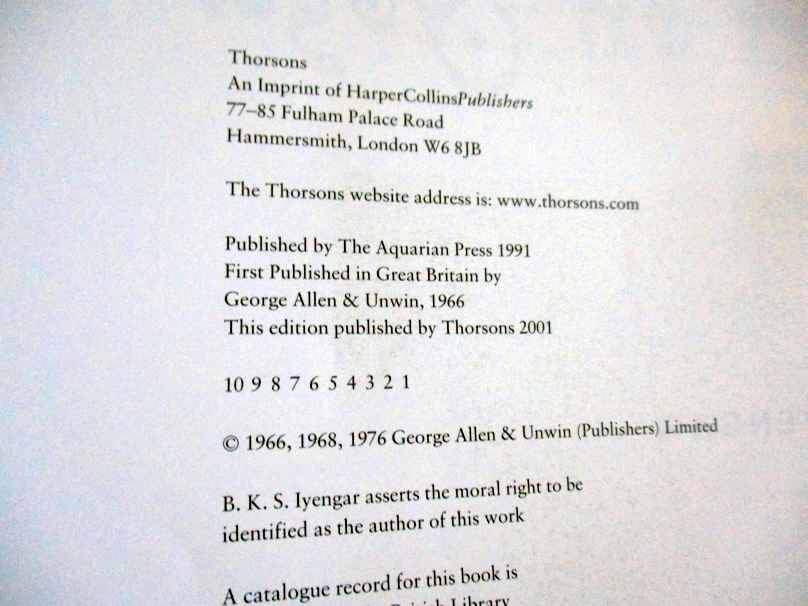 Thorsons
An Imprint of HarperCollinsPublishers
77–85 Fulham Palace Road
Hammersmith, London W6 8JB
The Thorsons website address is: www.thorsons.com
Published by The Aquarian Press 1991
First Published in Great Britain by
George Allen & Unwin, 1966
This edition published by Thorsons 2001
10 9 8 7 6 5 4 3 2 1
© 1966, 1968, 1976 George Allen & Unwin (Publishers) Limited
B. K. S. Iyengar asserts the moral right to be
identified as the author of this work
A catalogue record for this book is
British Library